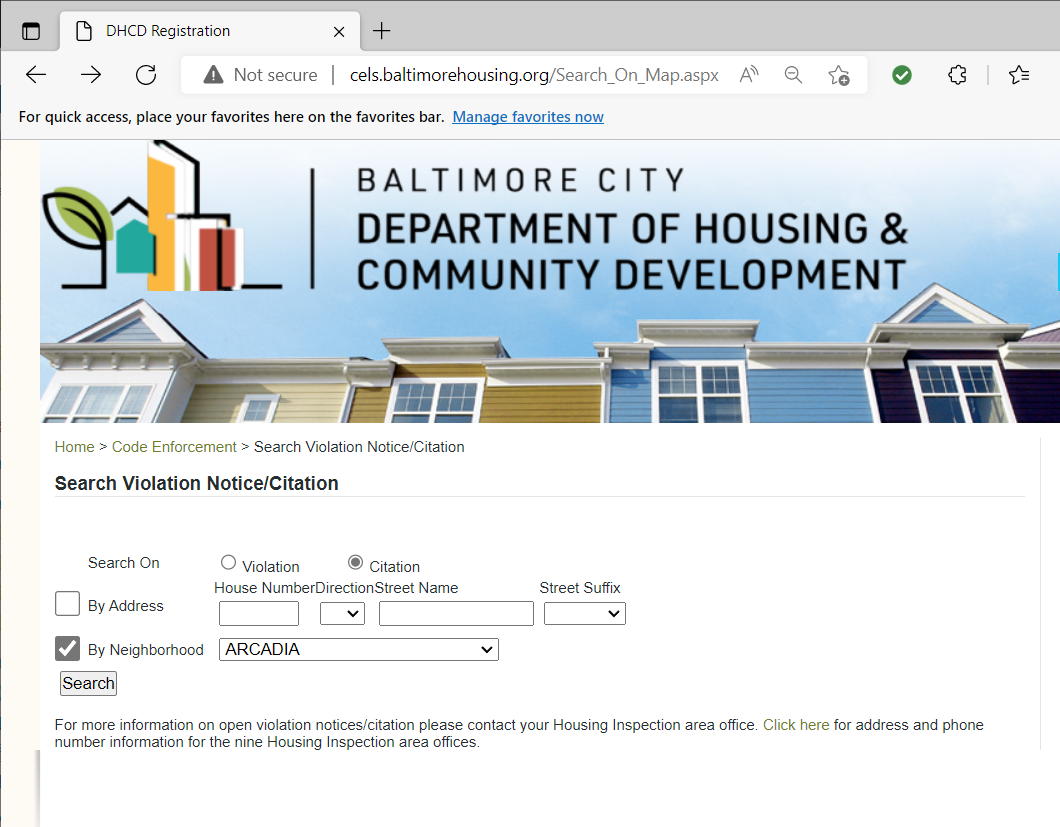 DHCD Registration
Not secure | cels.baltimorehousing.org/Search_On_Map.aspx
For quick access, place your favorites here on the favorites bar. Manage favorites now
BALTIMORE CITY
DEPARTMENT OF HOUSING &
COMMUNITY DEVELOPMENT
Home > Code Enforcement > Search Violation Notice/Citation
Search Violation Notice/Citation
Search On Violation Citation
House Number Direction Street Name Street Suffix
By Address
By Neighborhood ARCADIA
Search
For more information on open violation notices/citation please contact your Housing Inspection area office. Click here for address and phone
number information for the nine Housing Inspection area offices.